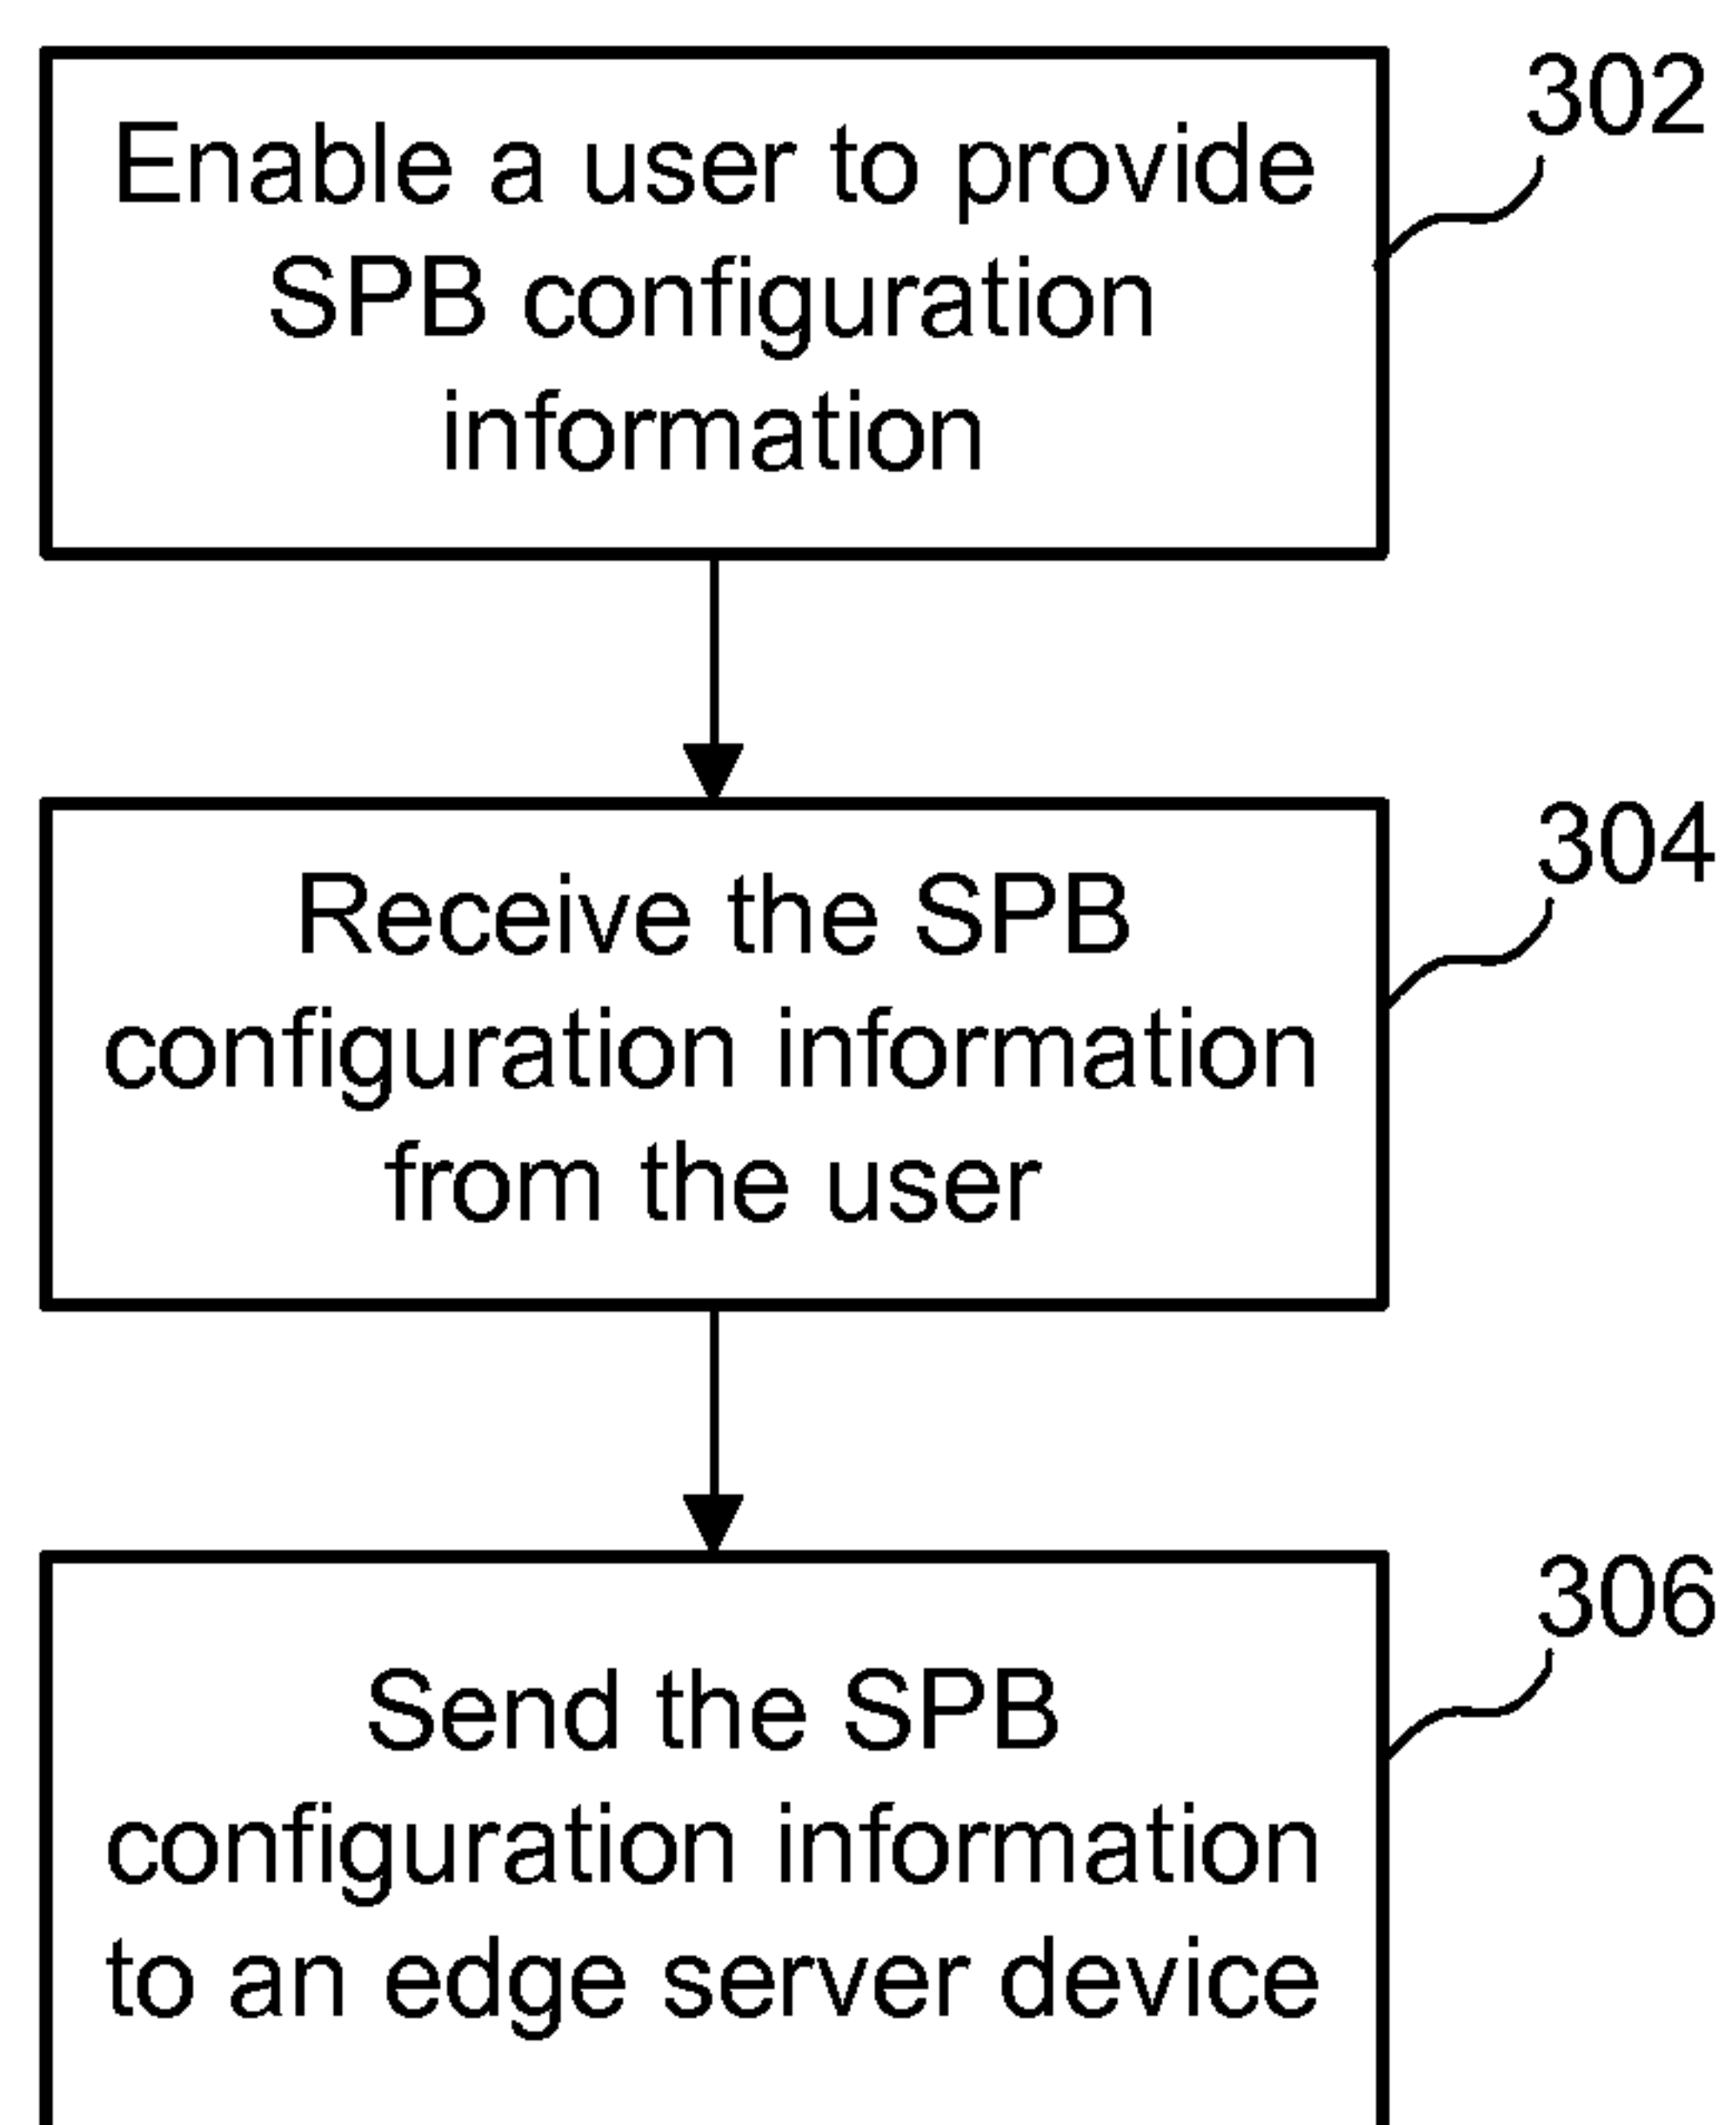 302
Enable a user to provide
SPB configuration
information
304
Receive the SPB
configuration information
from the user
306
Send the SPB
configuration information
to an edge server device